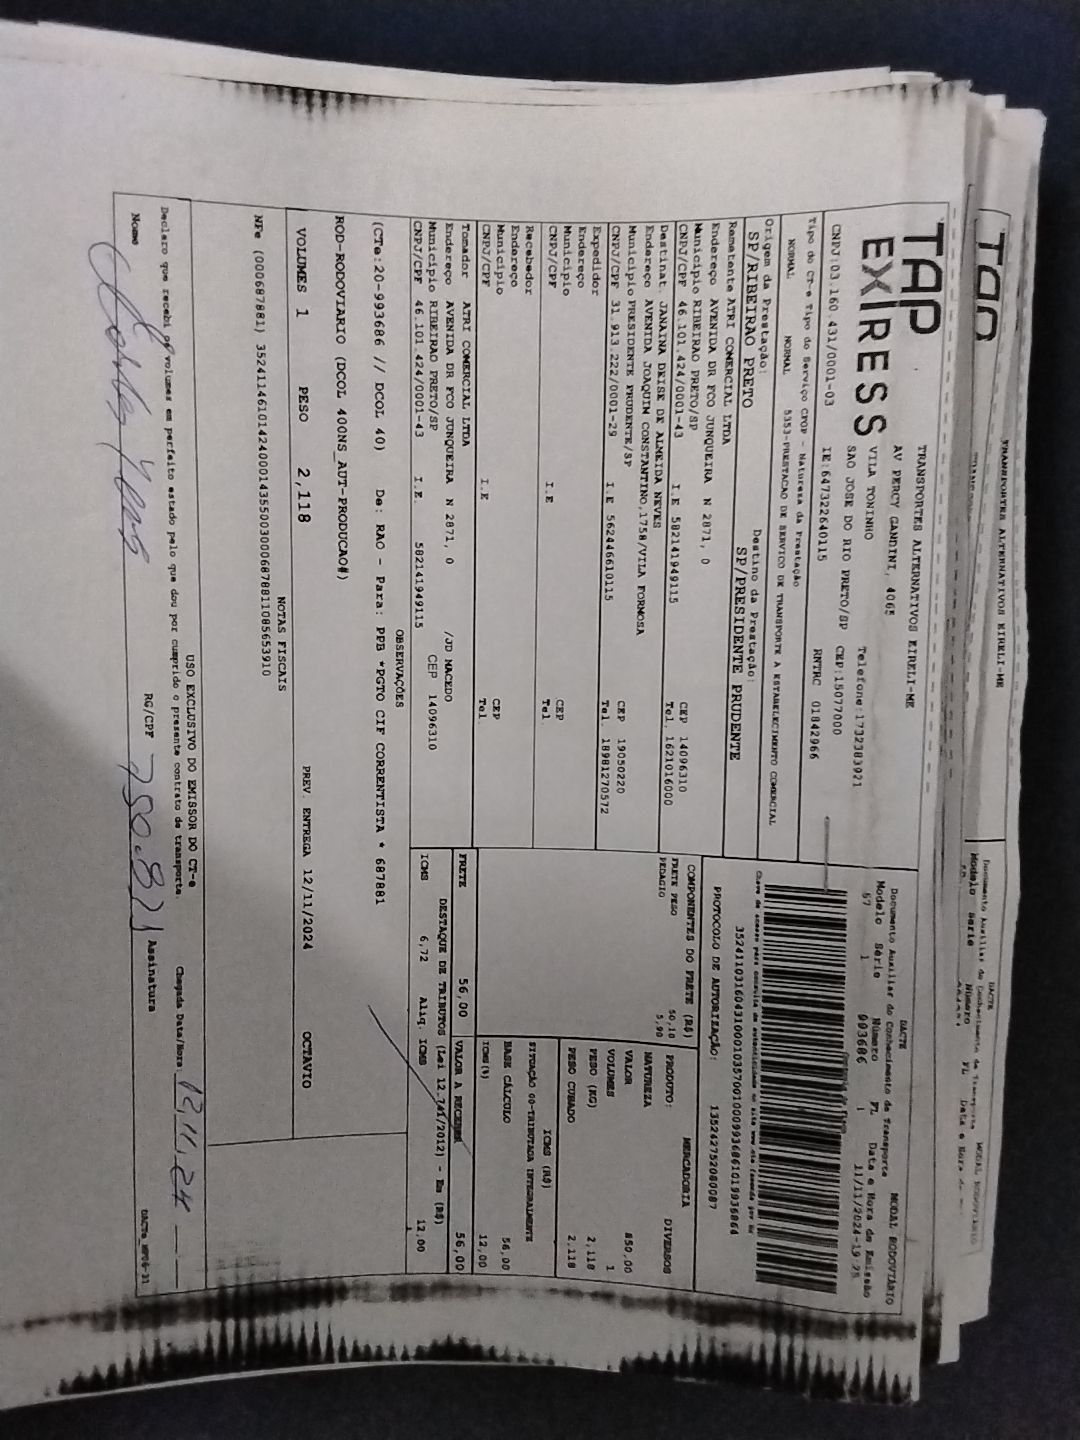 TAP
EXIRESS
TRANSPORTES ALTERNATIVOS EIRELI-ME
AV PERCY GANDINI, 4065
VILA TONINHO
SAO JOSE DO RIO PRETO/SP
Telefone:1732383921
CEP:15077000
CNPJ:03.160.431/0001-03
IE:647322640115
RNTRC 01842966
DACTE
MODAL RODOVIÁRIO
Documento Auxiliar do Conhecimento de Transporte
Modelo Série Número FL Data e Hora de Emissão
57 1 993686 1 11/11/2024-19:25
Tipo do CT-e Tipo do Serviço CFOP - Natureza da Prestação
NORMAL NORMAL 5353-PRESTACAO DE SERVICO DE TRANSPORTE A ESTABELECIMENTO COMERCIAL
Origem da Prestação:
SP/RIBEIRAO PRETO
Destino da Prestação:
SP/PRESIDENTE PRUDENTE
PROTOCOLO DE AUTORIZAÇÃO:
135242752080087
Remetente ATRI COMERCIAL LTDA
Endereço AVENIDA DR FCO JUNQUEIRA N 2871, 0
Município RIBEIRAO PRETO/SP CEP 14096310
CNPJ/CPF 46.101.424/0001-43 I.E 582141949115 Tel. 1621016000
Destinat. JANAINA DEISE DE ALMEIDA NEVES
Endereço AVENIDA JOAQUIM CONSTANTINO,1758/VILA FORMOSA
Município PRESIDENTE PRUDENTE/SP CEP 19050220
CNPJ/CPF 31.913.222/0001-29 I.E 562446610115 Tel. 18981270572
Expedidor
Endereço
Município CEP
CNPJ/CPF I.E Tel.
Recebedor
Endereço
Município CEP
CNPJ/CPF I.E Tel.
Tomador ATRI COMERCIAL LTDA
Endereço AVENIDA DR FCO JUNQUEIRA N 2871, 0 /JD MACEDO
Município RIBEIRAO PRETO/SP CEP 14096310
CNPJ/CPF 46.101.424/0001-43 I.E. 582141949115
COMPONENTES DO FRETE (R$)
FRETE PESO 50,10
PEDAGIO 5,90
PRODUTO: MERCADORIA
NATUREZA DIVERSOS
VALOR 850,00
VOLUMES 1
PESO (KG) 2,118
PESO CUBADO 2.118
ICMS (R$)
SITUAÇÃO 00-TRIBUTADA INTEGRALMENTE
BASE CÁLCULO 56,00
ICMS(%) 12,00
FRETE 56,00 VALOR A RECEBER 56,00
DESTAQUE DE TRIBUTOS (Lei 12.741/2012) - Em (R$)
ICMS 6,72 Aliq. ICMS 12,00
OBSERVAÇÕES
(CTe:20-993686 // DCOL 40) De: RAO - Para: PPB *PGTO CIF CORRENTISTA * 687881
ROD-RODOVIARIO (DCOL 400NS_AUT-PRODUCAO#)
VOLUMES 1 PESO 2,118 PREV. ENTREGA 12/11/2024 OCTAVIO
NOTAS FISCAIS
USO EXCLUSIVO DO EMISSOR DO CT-e
Declaro que recebi os volumes em perfeito estado pelo que dou por cumprido o presente contrato de transporte. Chegada Data/Hora 12,11,24
Nome RG/CPF Assinatura